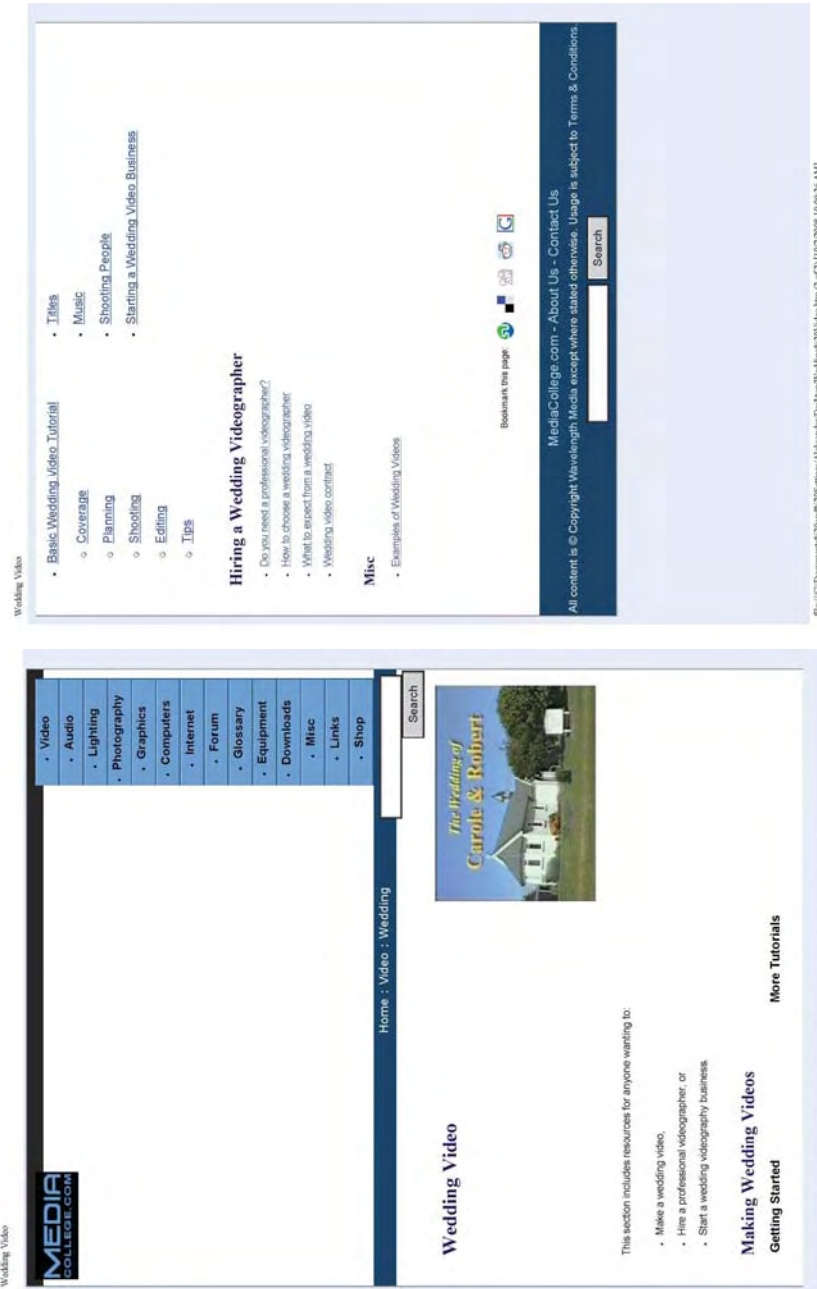 Wedding Video
MEDIA
COLLEGE.COM
· Video
· Audio
· Lighting
· Photography
· Graphics
· Computers
· Internet
· Forum
· Glossary
· Equipment
· Downloads
· Misc
· Links
· Shop
Home : Video : Wedding
Search
Wedding Video
The Wedding of
Carole & Robert
This section includes resources for anyone wanting to:
· Make a wedding video,
· Hire a professional videographer, or
· Start a wedding videography business.
Making Wedding Videos
Getting Started More Tutorials
Wedding Video
· Basic Wedding Video Tutorial · Titles
○ Coverage · Music
○ Planning · Shooting People
○ Shooting · Starting a Wedding Video Business
○ Editing
○ Tips
Hiring a Wedding Videographer
· Do you need a professional videographer?
· How to choose a wedding videographer
· What to expect from a wedding video
· Wedding video contract
Misc
· Examples of Wedding Videos
Bookmark this page:
MediaCollege.com - About Us - Contact Us
All content is © Copyright Wavelength Media except where stated otherwise. Usage is subject to Terms & Conditions.
Search